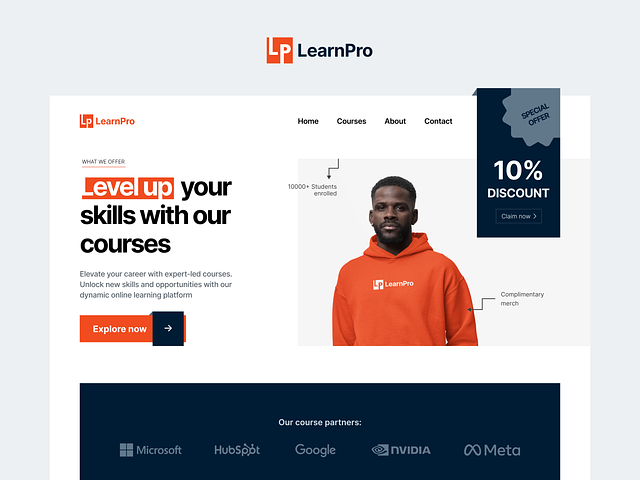 Lp LearnPro
Lp LearnPro
Home Courses About Contact
SPECIAL
OFFER
10%
DISCOUNT
Claim now
WHAT WE OFFER
Level up your
skills with our
courses
Elevate your career with expert-led courses.
Unlock new skills and opportunities with our
dynamic online learning platform
Explore now
10000+ Students
enrolled
Lp LearnPro
Complimentary
merch
Our course partners:
Microsoft HubSpot Google NVIDIA Meta